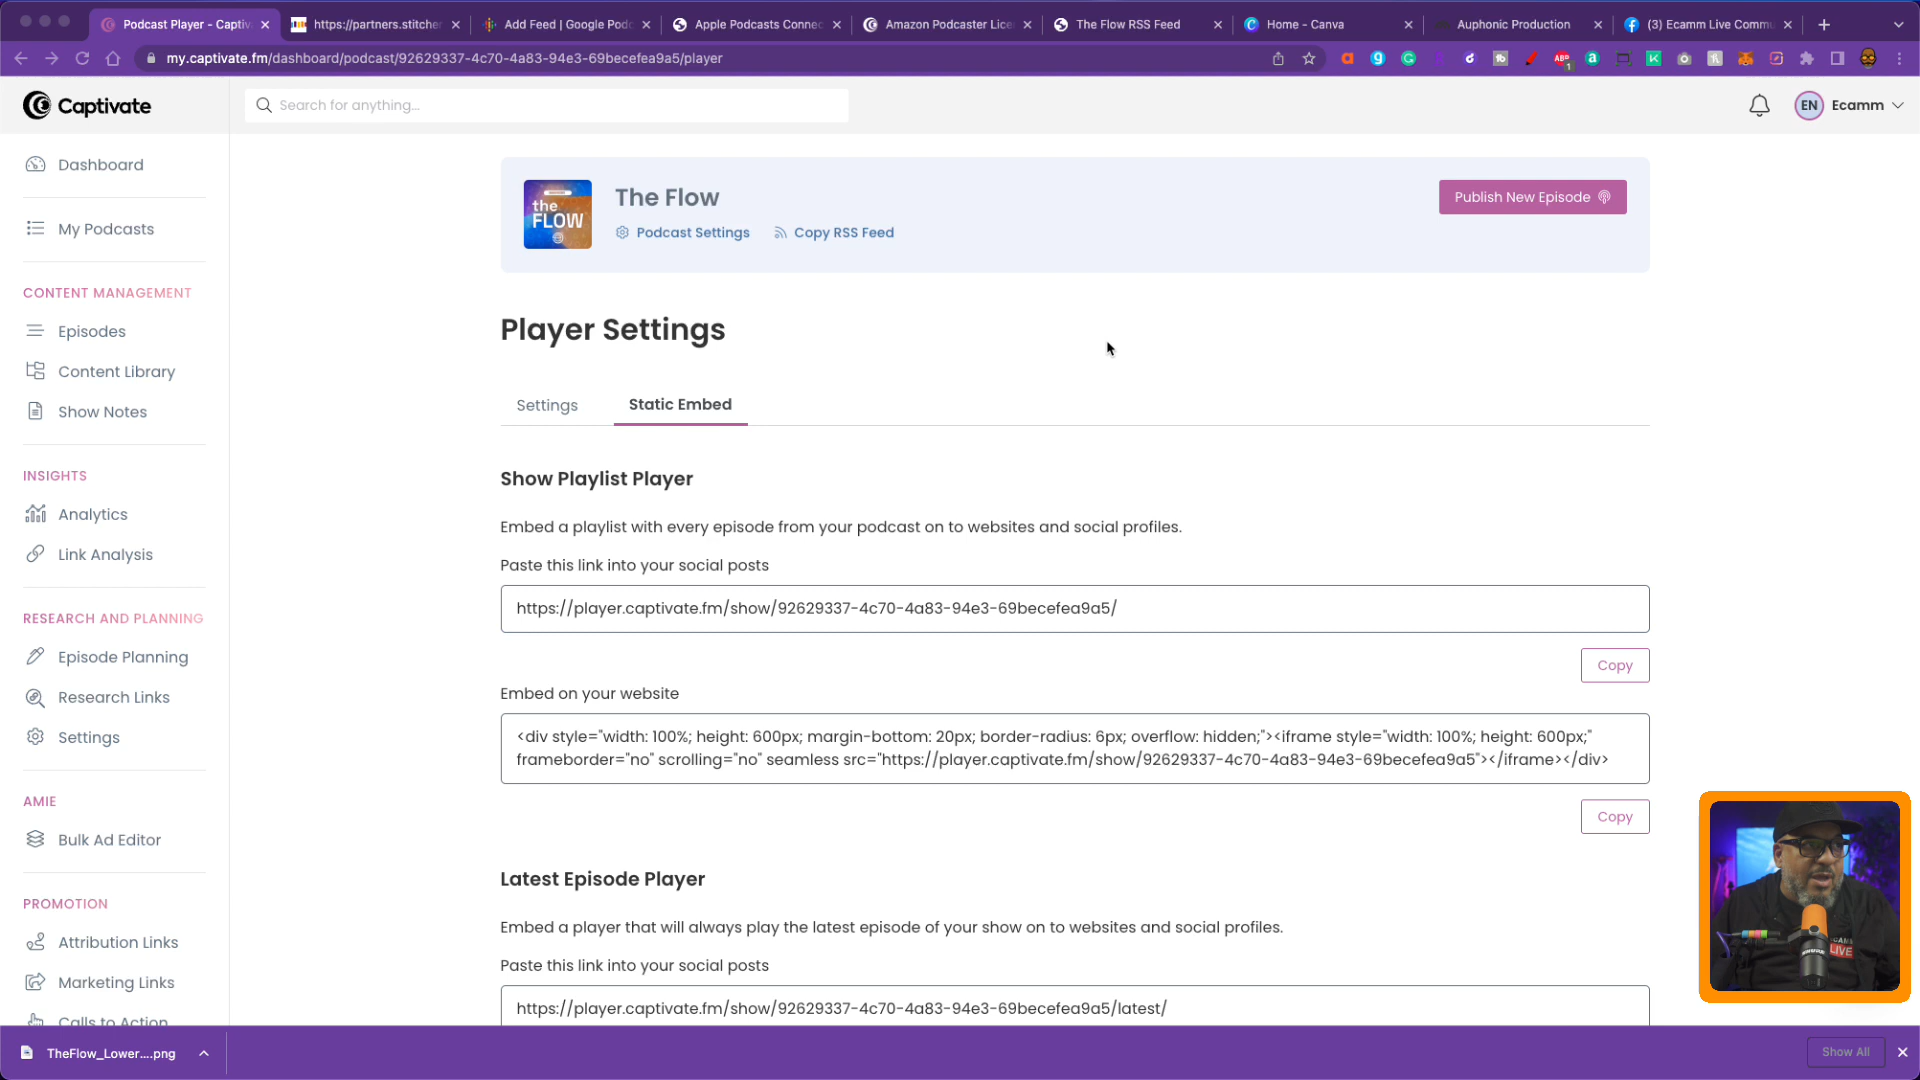 Podcast Player - Captiv
https://partners.stitcher
Add Feed | Google Podc
Apple Podcasts Connec
Amazon Podcaster Lice
The Flow RSS Feed
Home - Canva
Auphonic Production
(3) Ecamm Live Commu
my.captivate.fm/dashboard/podcast/92629337-4c70-4a83-94e3-69becefea9a5/player
Captivate
Search for anything...
EN
Ecamm
Dashboard
My Podcasts
CONTENT MANAGEMENT
Episodes
Content Library
Show Notes
INSIGHTS
Analytics
Link Analysis
RESEARCH AND PLANNING
Episode Planning
Research Links
Settings
AMIE
Bulk Ad Editor
PROMOTION
Attribution Links
Marketing Links
Calls to Action
the
FLOW
The Flow
Podcast Settings
Copy RSS Feed
Publish New Episode
Player Settings
Settings
Static Embed
Show Playlist Player
Embed a playlist with every episode from your podcast on to websites and social profiles.
Paste this link into your social posts
https://player.captivate.fm/show/92629337-4c70-4a83-94e3-69becefea9a5/
Copy
Embed on your website
<div style="width: 100%; height: 600px; margin-bottom: 20px; border-radius: 6px; overflow: hidden;"><iframe style="width: 100%; height: 600px;"
frameborder="no" scrolling="no" seamless src="https://player.captivate.fm/show/92629337-4c70-4a83-94e3-69becefea9a5"></iframe></div>
Copy
Latest Episode Player
Embed a player that will always play the latest episode of your show on to websites and social profiles.
Paste this link into your social posts
https://player.captivate.fm/show/92629337-4c70-4a83-94e3-69becefea9a5/latest/
LIVE
TheFlow_Lower....png
Show All